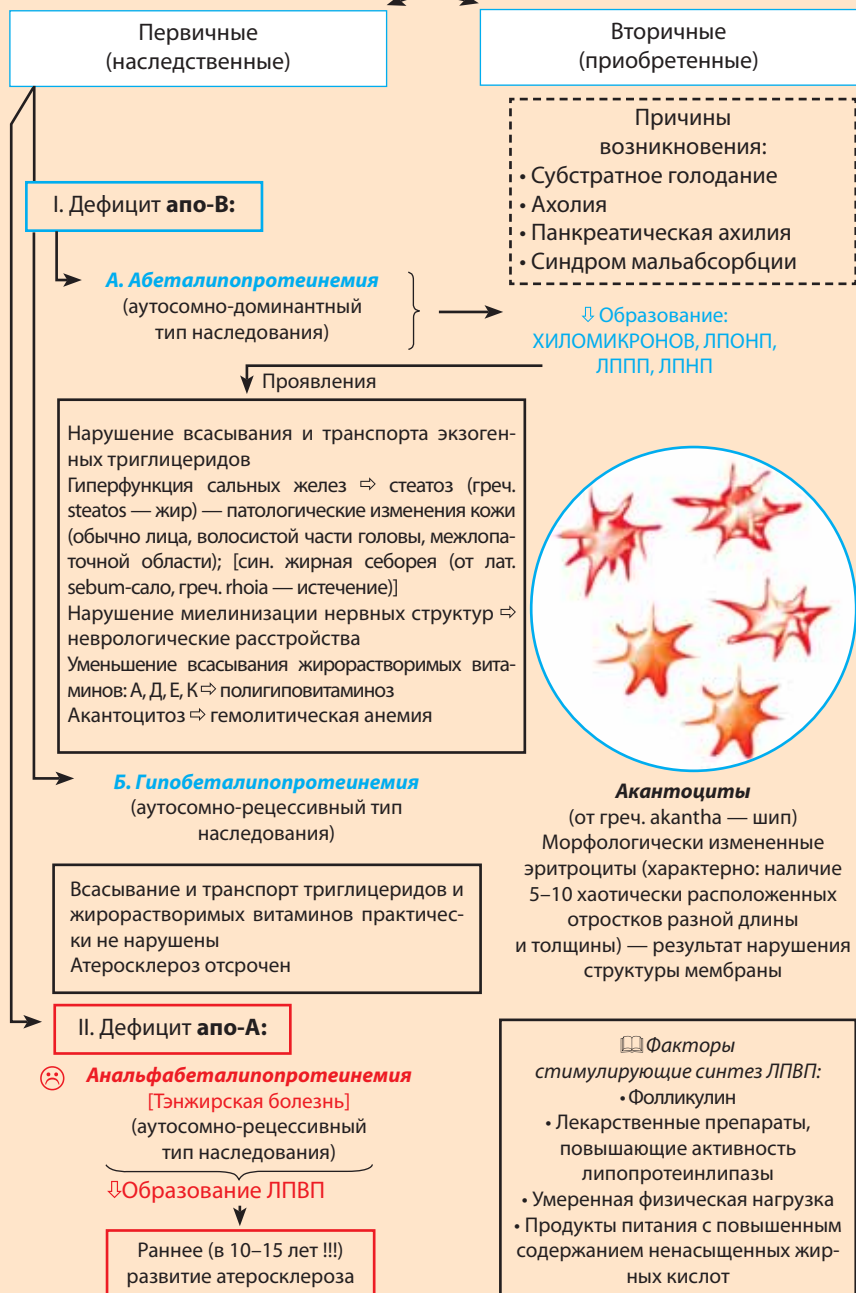 Первичные
(наследственные)
Вторичные
(приобретенные)
Причины
возникновения:
• Субстратное голодание
• Ахолия
• Панкреатическая ахилия
• Синдром мальабсорбции
I. Дефицит апо-В:
А. Абеталипопротеинемия
(аутосомно-доминантный
тип наследования)
⇩ Образование:
ХИЛОМИКРОНОВ, ЛПОНП,
ЛППП, ЛПНП
Проявления
Нарушение всасывания и транспорта экзоген-
ных триглицеридов
Гиперфункция сальных желез ⇨ стеатоз (греч.
steatos — жир) — патологические изменения кожи
(обычно лица, волосистой части головы, межлопа-
точной области); [син. жирная себорея (от лат.
sebum-сало, греч. rhoia — истечение)]
Нарушение миелинизации нервных структур ⇨
неврологические расстройства
Уменьшение всасывания жирорастворимых вита-
минов: А, Д, Е, К ⇨ полигиповитаминоз
Акантоцитоз ⇨ гемолитическая анемия
Б. Гипобеталипопротеинемия
(аутосомно-рецессивный тип
наследования)
Акантоциты
(от греч. akantha — шип)
Морфологически измененные
эритроциты (характерно: наличие
5–10 хаотически расположенных
отростков разной длины
и толщины) — результат нарушения
структуры мембраны
Всасывание и транспорт триглицеридов и
жирорастворимых витаминов практичес-
ки не нарушены
Атеросклероз отсрочен
II. Дефицит апо-А:
Анальфабеталипопротеинемия
[Тэнжирская болезнь]
(аутосомно-рецессивный
тип наследования)
⇩Образование ЛПВП
Раннее (в 10–15 лет !!!)
развитие атеросклероза
Факторы
стимулирующие синтез ЛПВП:
• Фолликулин
• Лекарственные препараты,
повышающие активность
липопротеинлипазы
• Умеренная физическая нагрузка
• Продукты питания с повышенным
содержанием ненасыщенных жир-
ных кислот